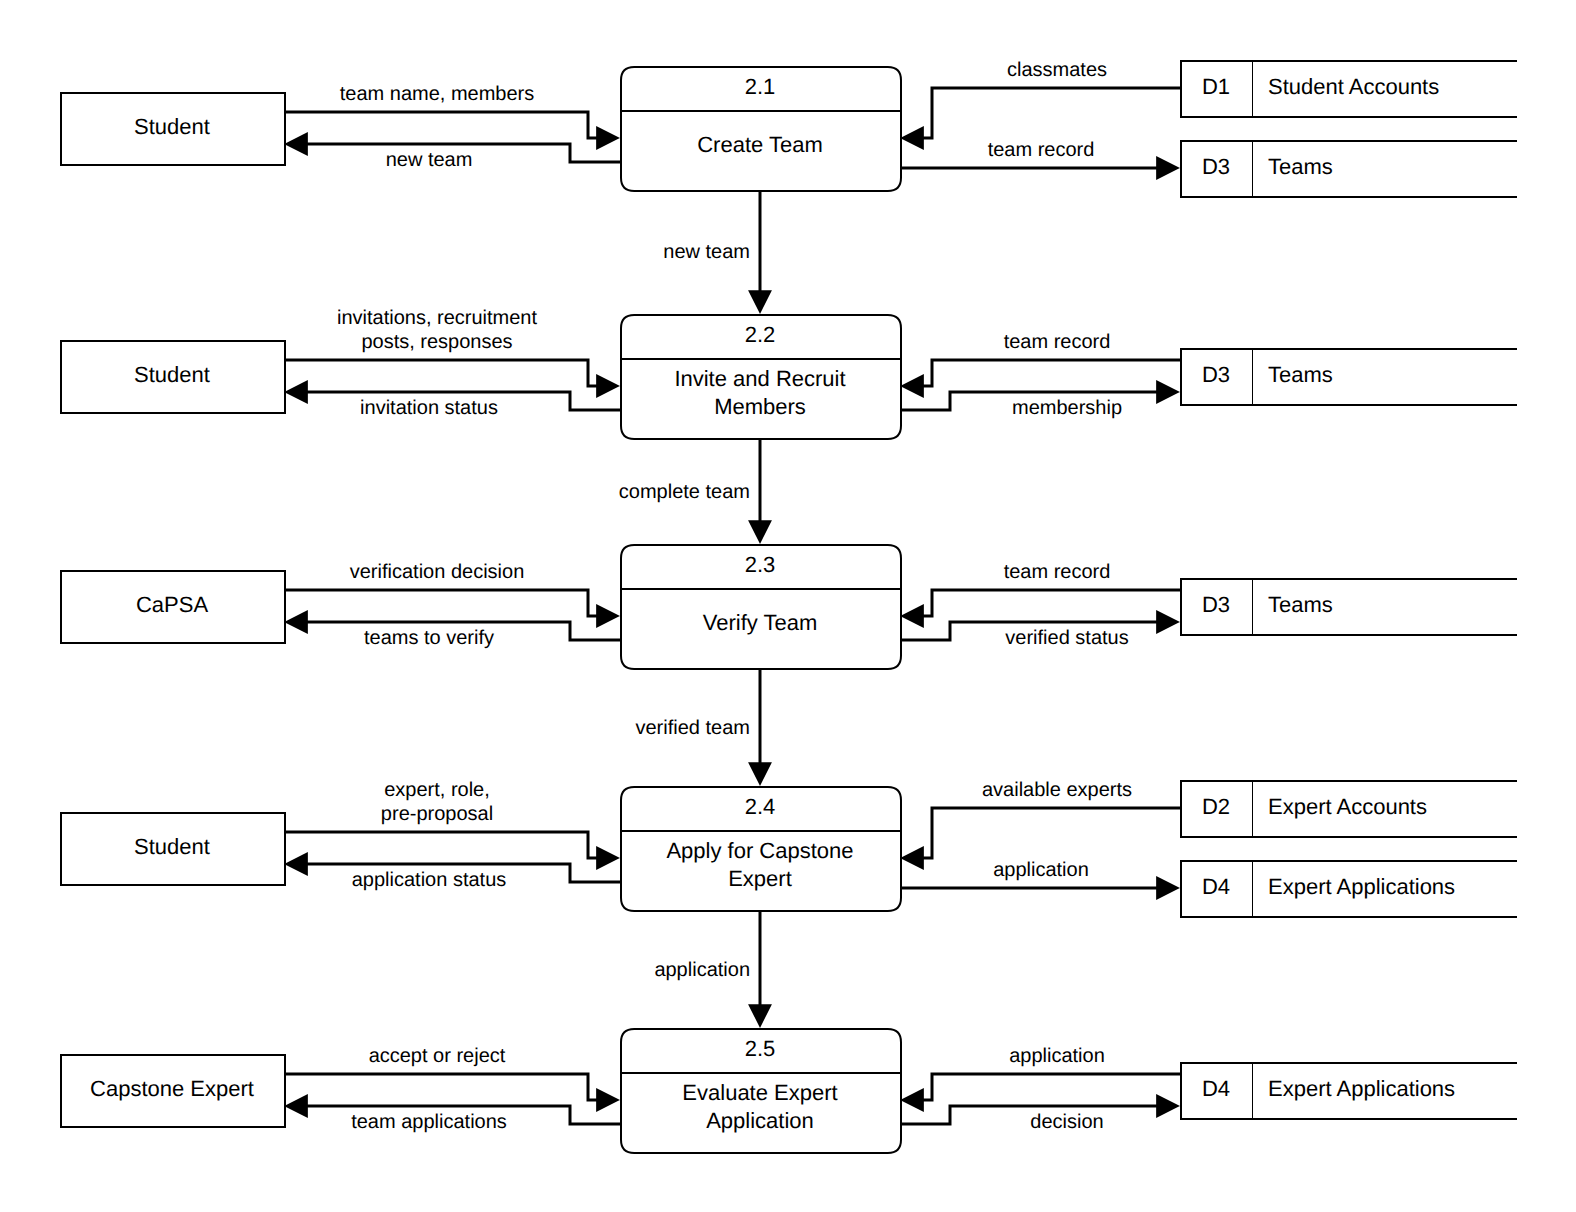 team name, members
Student
new team
2.1
Create Team
classmates
D1 Student Accounts
team record
D3 Teams
new team
invitations, recruitment
posts, responses
Student
invitation status
2.2
Invite and Recruit
Members
team record
D3 Teams
membership
complete team
verification decision
CaPSA
teams to verify
2.3
Verify Team
team record
D3 Teams
verified status
verified team
expert, role,
pre-proposal
Student
application status
2.4
Apply for Capstone
Expert
available experts
D2 Expert Accounts
application
D4 Expert Applications
application
accept or reject
Capstone Expert
team applications
2.5
Evaluate Expert
Application
application
D4 Expert Applications
decision